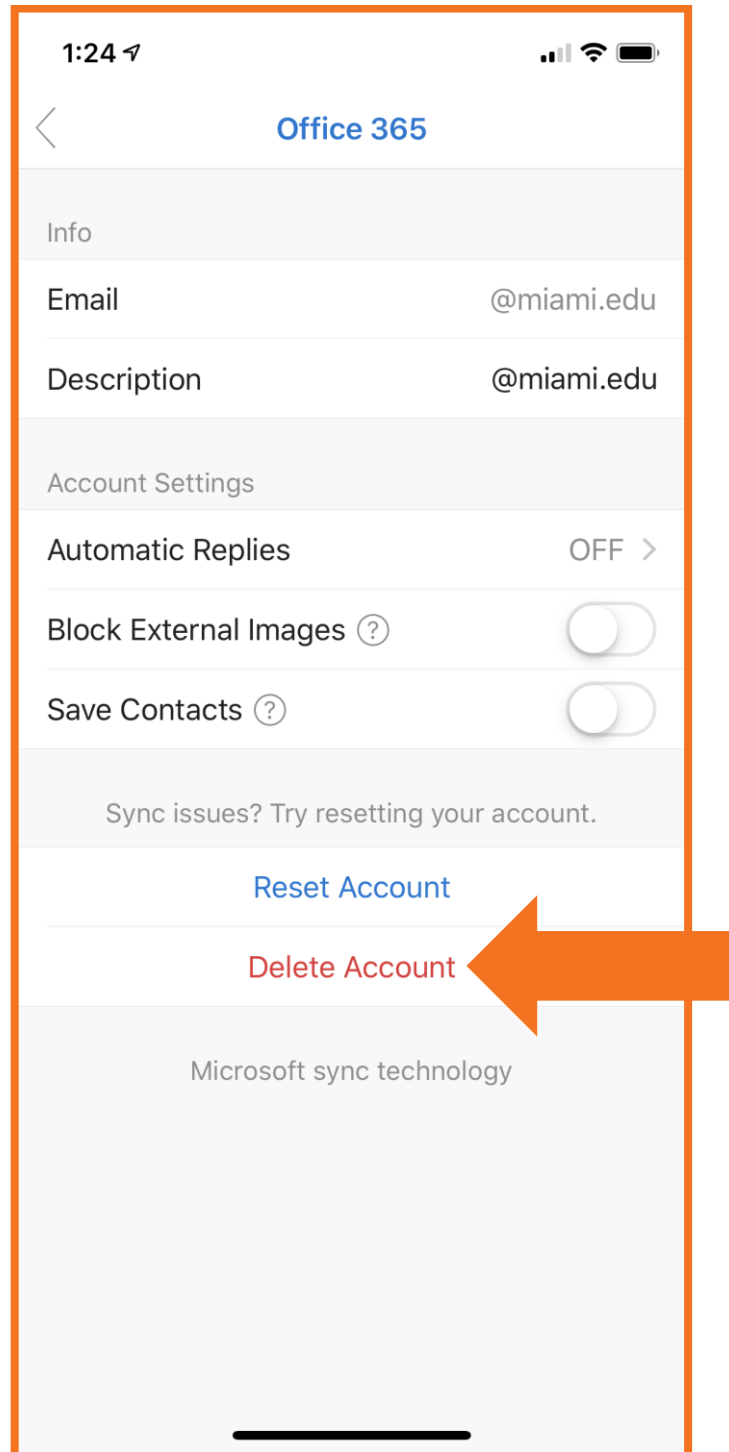 1:24
Office 365
Info
Email @miami.edu
Description @miami.edu
Account Settings
Automatic Replies OFF
Block External Images ?
Save Contacts ?
Sync issues? Try resetting your account.
Reset Account
Delete Account
Microsoft sync technology